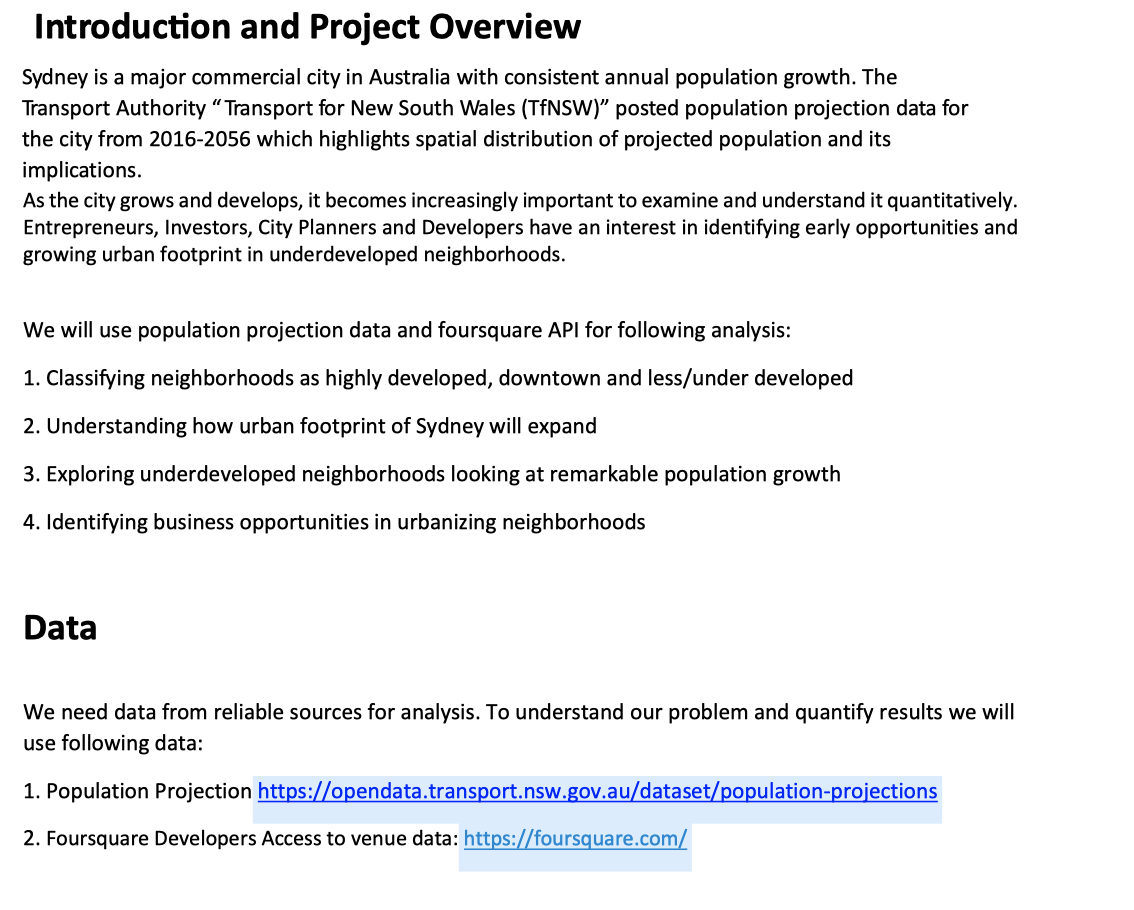 Introduction and Project Overview
Sydney is a major commercial city in Australia with consistent annual population growth. The
Transport Authority “Transport for New South Wales (TfNSW)” posted population projection data for
the city from 2016-2056 which highlights spatial distribution of projected population and its
implications.
As the city grows and develops, it becomes increasingly important to examine and understand it quantitatively.
Entrepreneurs, Investors, City Planners and Developers have an interest in identifying early opportunities and
growing urban footprint in underdeveloped neighborhoods.
We will use population projection data and foursquare API for following analysis:
1. Classifying neighborhoods as highly developed, downtown and less/under developed
2. Understanding how urban footprint of Sydney will expand
3. Exploring underdeveloped neighborhoods looking at remarkable population growth
4. Identifying business opportunities in urbanizing neighborhoods
Data
We need data from reliable sources for analysis. To understand our problem and quantify results we will
use following data:
1. Population Projection https://opendata.transport.nsw.gov.au/dataset/population-projections
2. Foursquare Developers Access to venue data: https://foursquare.com/